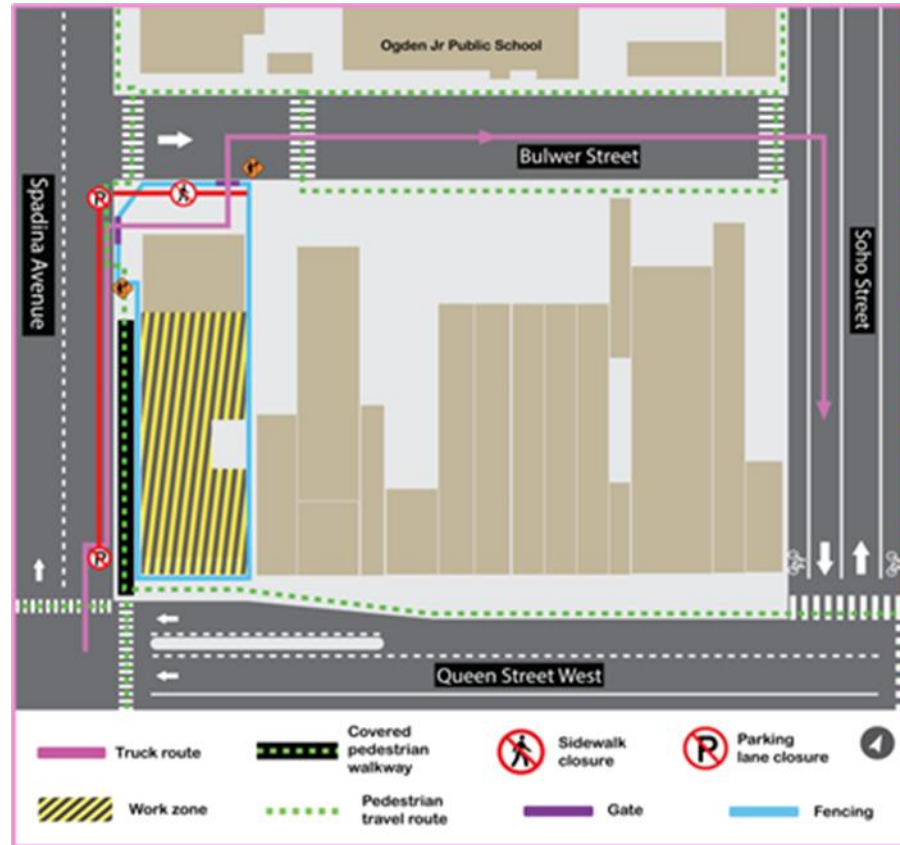 Ogden Jr Public School
Bulwer Street
Spadina Avenue
Soho Street
P
P
Queen Street West
Truck route
Covered
pedestrian
walkway
Sidewalk
closure
P
Parking
lane closure
Work zone
Pedestrian
travel route
Gate
Fencing